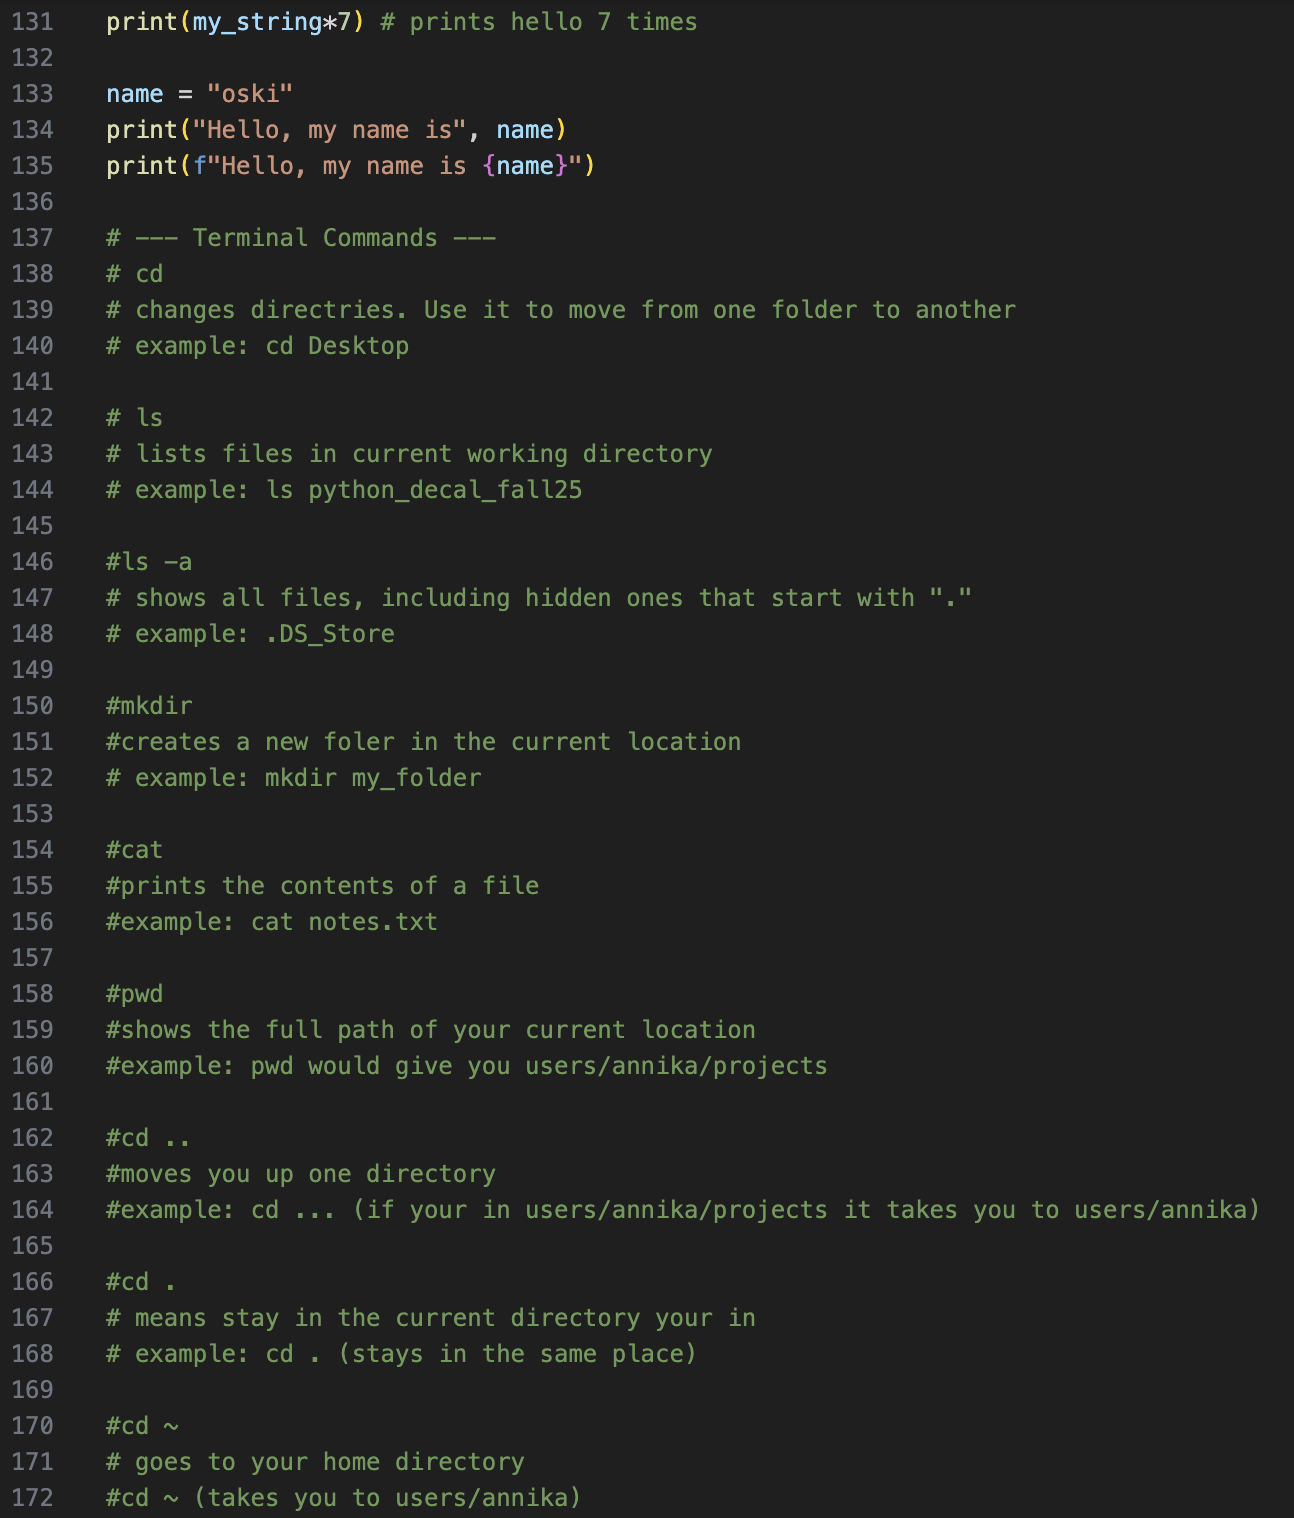 131 print(my_string*7) # prints hello 7 times
132
133 name = "oski"
134 print("Hello, my name is", name)
135 print(f"Hello, my name is {name}")
136
137 # --- Terminal Commands ---
138 # cd
139 # changes directries. Use it to move from one folder to another
140 # example: cd Desktop
141
142 # ls
143 # lists files in current working directory
144 # example: ls python_decal_fall25
145
146 #ls -a
147 # shows all files, including hidden ones that start with "."
148 # example: .DS_Store
149
150 #mkdir
151 #creates a new foler in the current location
152 # example: mkdir my_folder
153
154 #cat
155 #prints the contents of a file
156 #example: cat notes.txt
157
158 #pwd
159 #shows the full path of your current location
160 #example: pwd would give you users/annika/projects
161
162 #cd ..
163 #moves you up one directory
164 #example: cd ... (if your in users/annika/projects it takes you to users/annika)
165
166 #cd .
167 # means stay in the current directory your in
168 # example: cd . (stays in the same place)
169
170 #cd ~
171 # goes to your home directory
172 #cd ~ (takes you to users/annika)